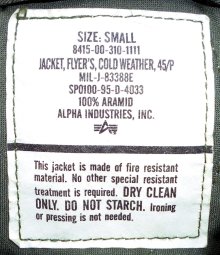 SIZE: SMALL
8415-00-310-1111
JACKET, FLYER'S, COLD WEATHER, 45/P
MIL-J-83388E
SPO100-95-D-4033
100% ARAMID
ALPHA INDUSTRIES, INC.
This jacket is made of fire resistant
material. No other special resistant
treatment is required. DRY CLEAN
ONLY. DO NOT STARCH. Ironing
or pressing is not needed.